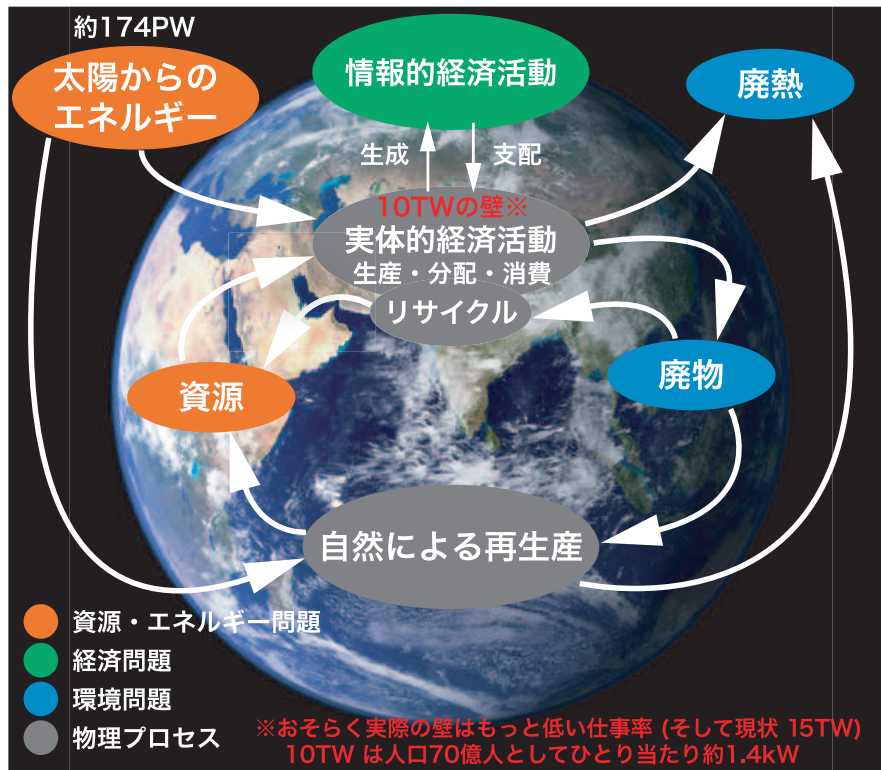 約174PW
太陽からの
エネルギー
情報的経済活動
廃熱
生成
支配
10TWの壁※
実体的経済活動
生産・分配・消費
リサイクル
資源
廃物
自然による再生産
資源・エネルギー問題
経済問題
環境問題
物理プロセス
※おそらく実際の壁はもっと低い仕事率 (そして現状 15TW)
10TW は人口70億人としてひとり当たり約1.4kW